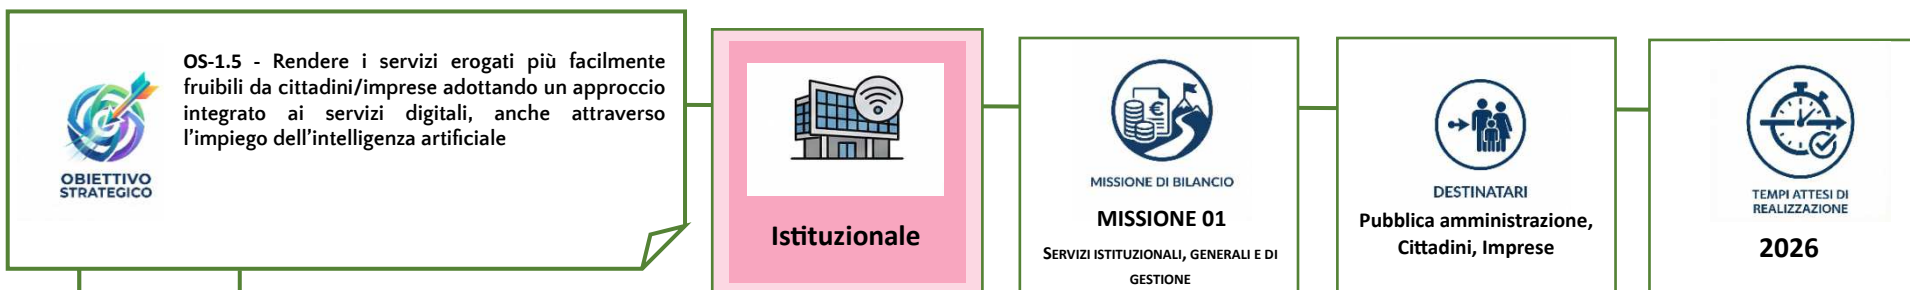 OS-1.5 - Rendere i servizi erogati più facilmente
fruibili da cittadini/imprese adottando un approccio
integrato ai servizi digitali, anche attraverso
l'impiego dell'intelligenza artificiale
OBIETTIVO
STRATEGICO
Istituzionale
MISSIONE DI BILANCIO
MISSIONE 01
SERVIZI ISTITUZIONALI, GENERALI E DI
GESTIONE
DESTINATARI
Pubblica amministrazione,
Cittadini, Imprese
TEMPI ATTESI DI
REALIZZAZIONE
2026